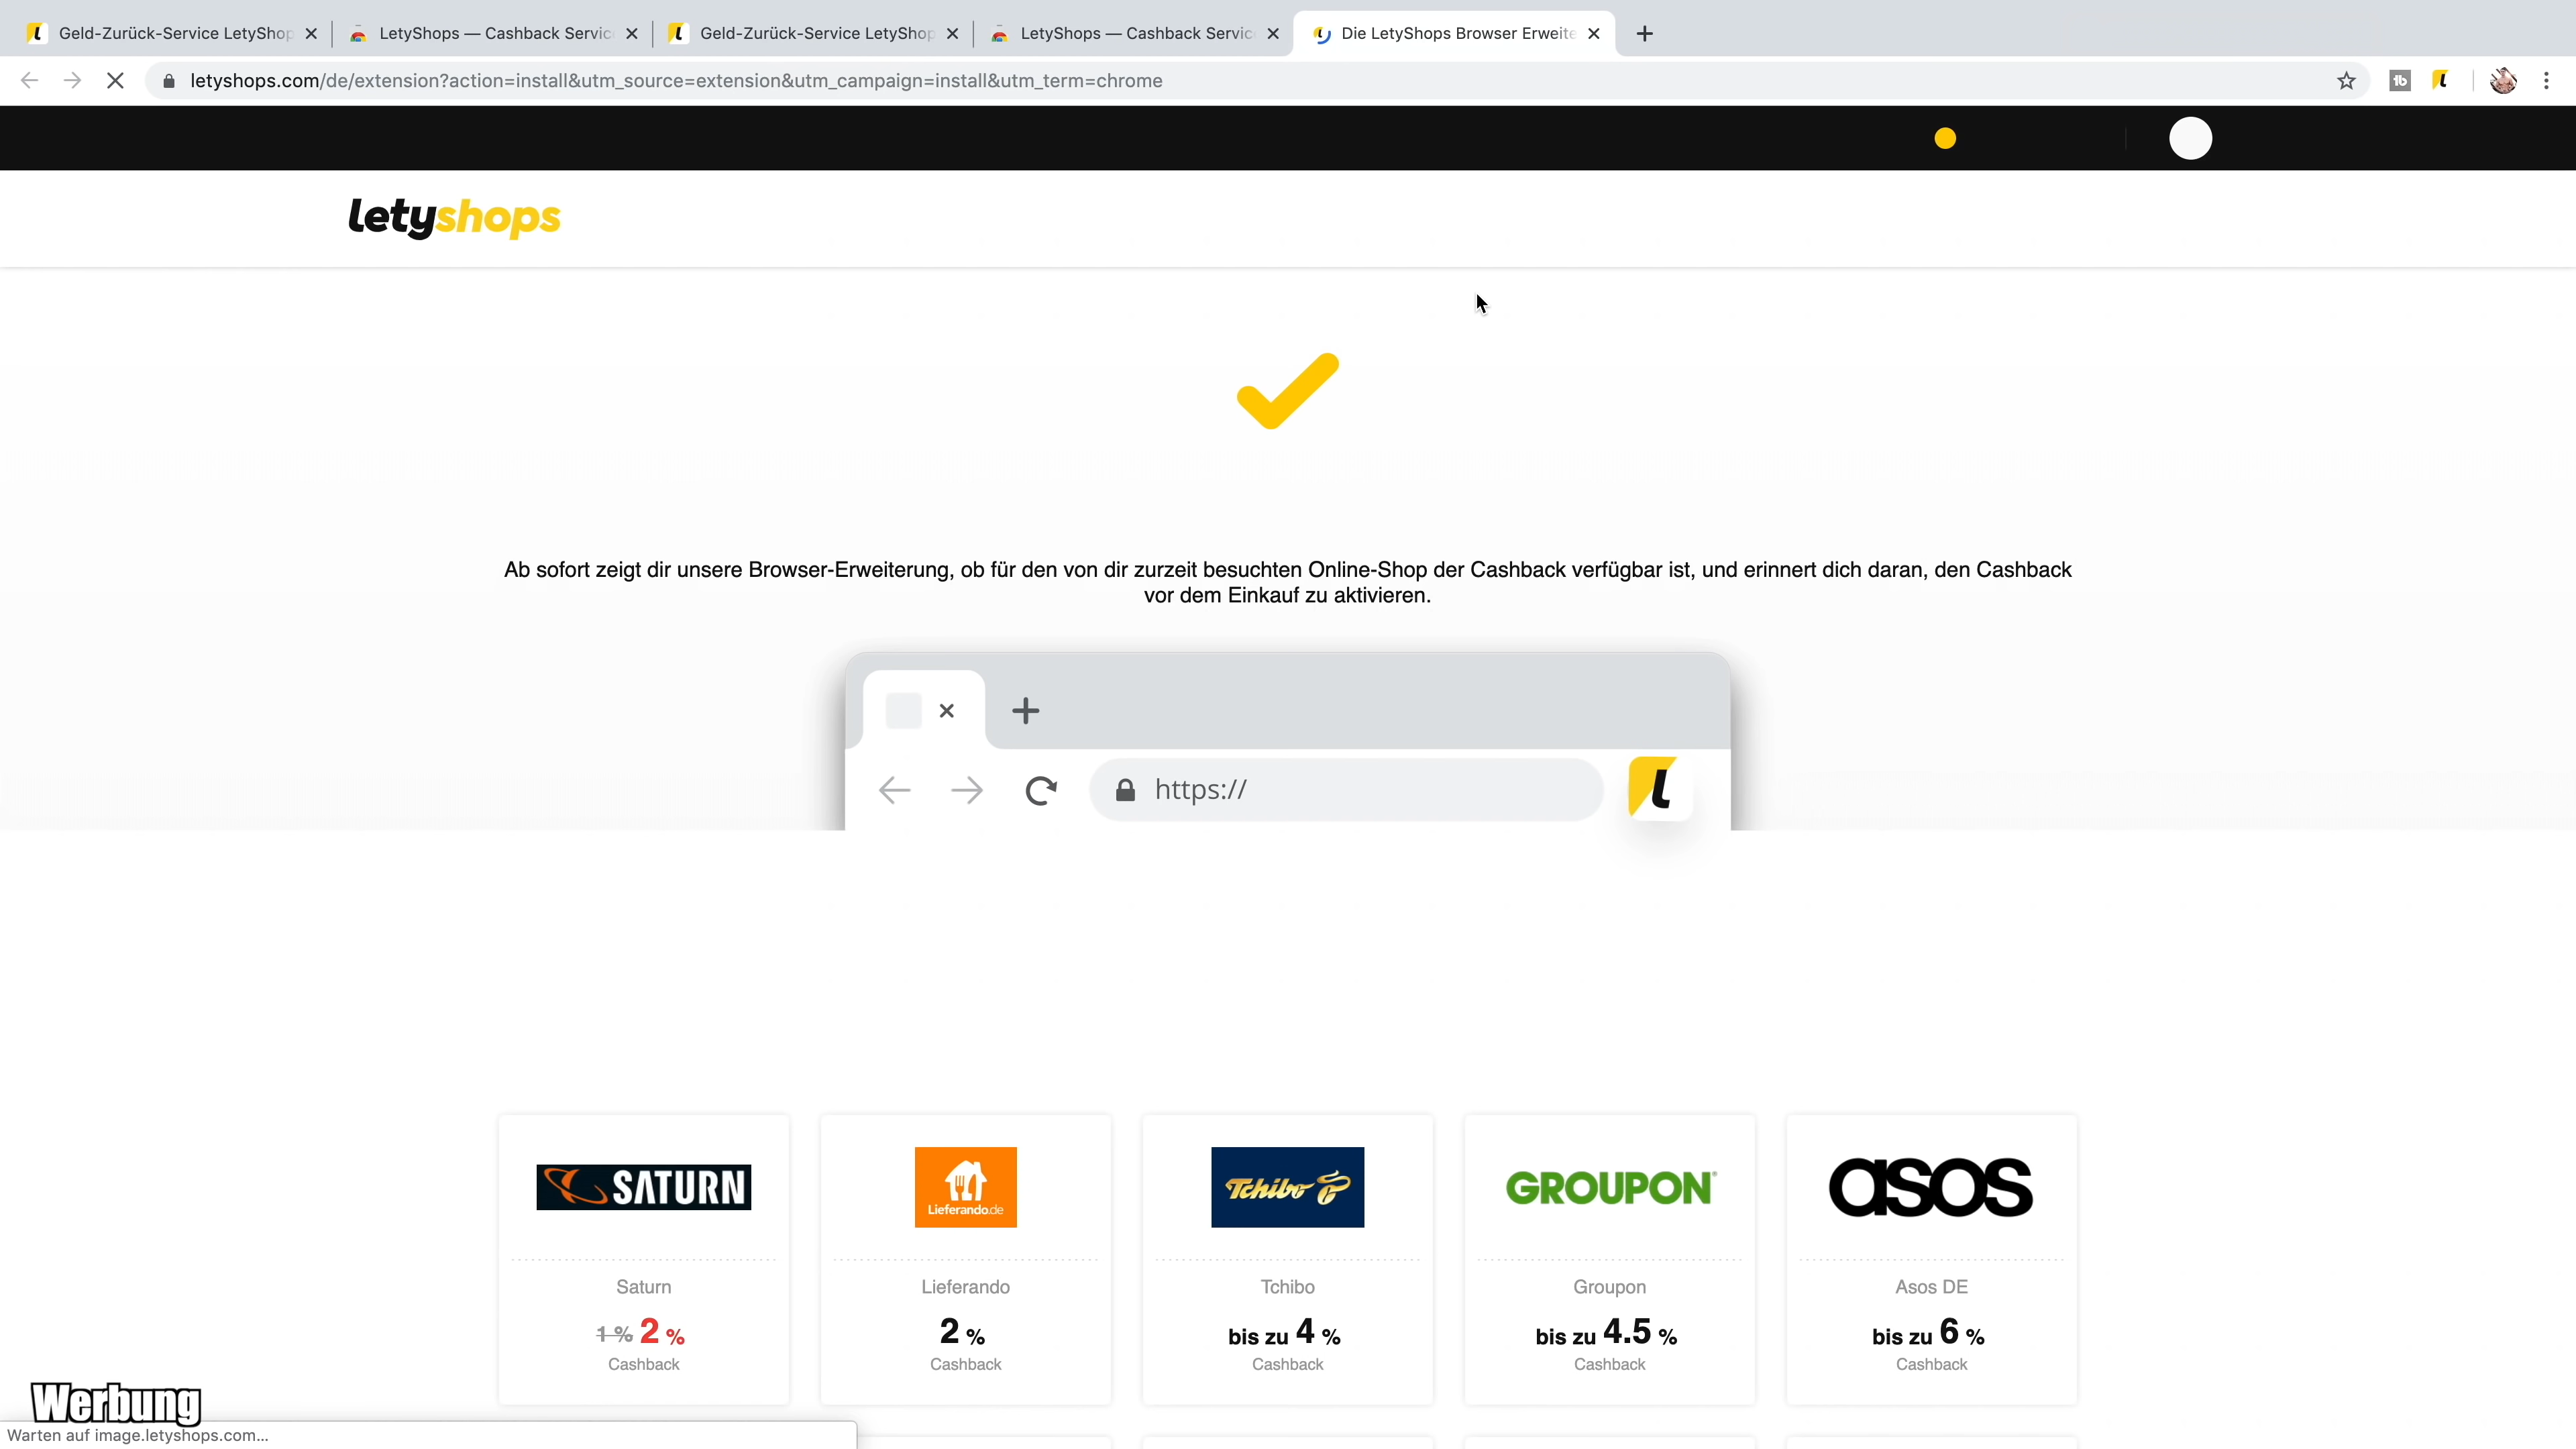 Geld-Zurück-Service LetyShop
LetyShops — Cashback Servic
Geld-Zurück-Service LetyShop
LetyShops — Cashback Servic
Die LetyShops Browser Erweite
letyshops.com/de/extension?action=install&utm_source=extension&utm_campaign=install&utm_term=chrome
letyshops
Ab sofort zeigt dir unsere Browser-Erweiterung, ob für den von dir zurzeit besuchten Online-Shop der Cashback verfügbar ist, und erinnert dich daran, den Cashback
vor dem Einkauf zu aktivieren.
https://
SATURN
Lieferando.de
Tchibo
GROUPON
asos
Saturn
Lieferando
Tchibo
Groupon
Asos DE
1 % 2 %
2 %
bis zu 4 %
bis zu 4.5 %
bis zu 6 %
Cashback
Cashback
Cashback
Cashback
Cashback
Werbung
Warten auf image.letyshops.com...